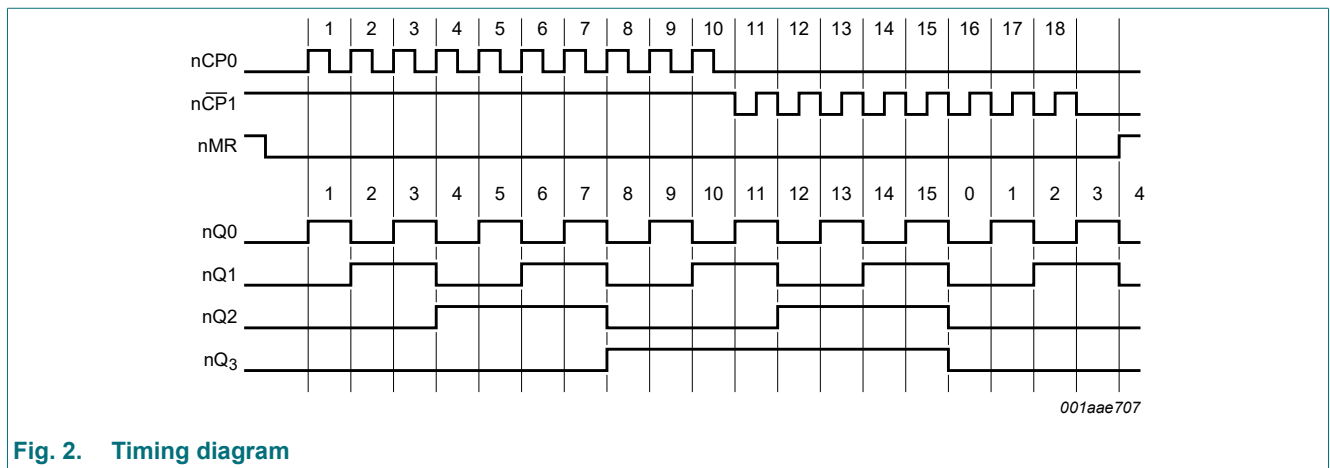 1 2 3 4 5 6 7 8 9 10 11 12 13 14 15 16 17 18
nCP0
nC̅P̅1
nMR
1 2 3 4 5 6 7 8 9 10 11 12 13 14 15 0 1 2 3 4
nQ0
nQ1
nQ2
nQ₃
001aae707
Fig. 2. Timing diagram